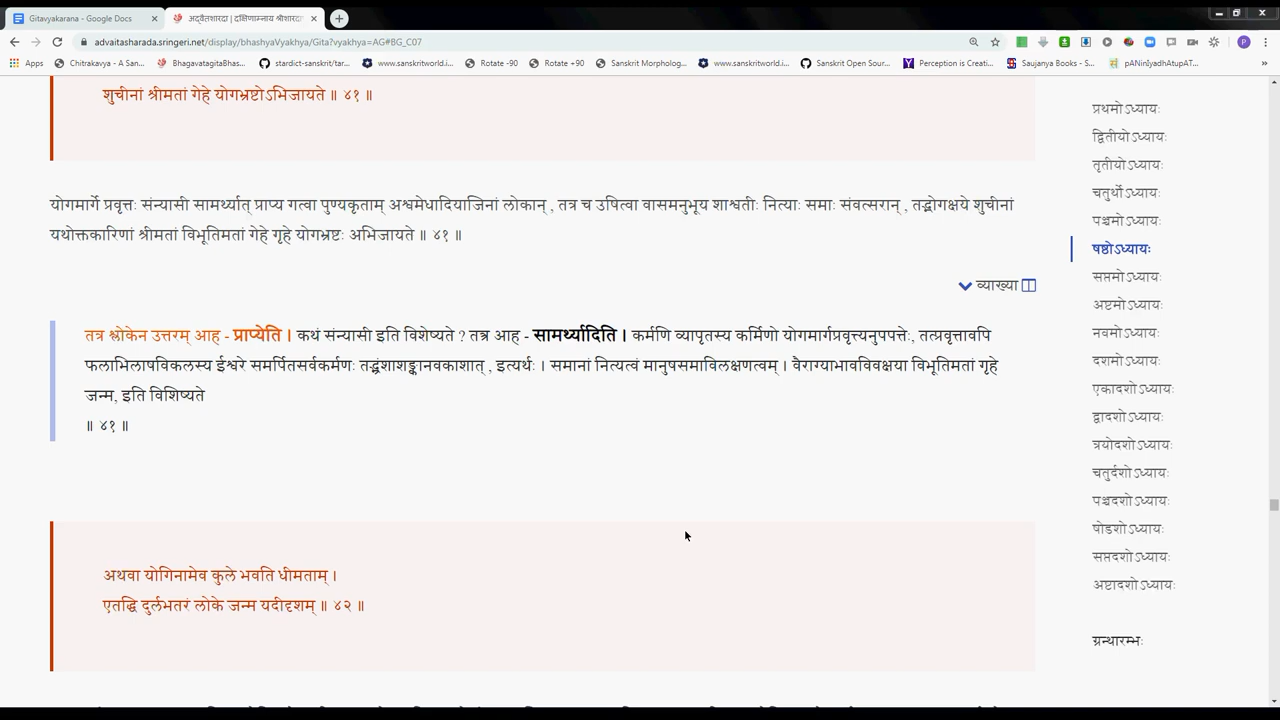 Gitavyakarana - Google Docs
अद्वैतशारदा | दक्षिणाम्नाय श्रीशारदा
advaitasharada.sringeri.net/display/bhashyaVyakhya/Gita?vyakhya=AG#BG_C07
Apps
Chitrakavya - A San...
BhagavatagitaBhas...
stardict-sanskrit/tar...
www.sanskritworld.i...
Rotate -90
Rotate +90
Sanskrit Morpholog...
www.sanskritworld.i...
Sanskrit Open Sour...
Perception is Creati...
Saujanya Books - S...
pANinIyadhAtupAT...
शुचीनां श्रीमतां गेहे योगभ्रष्टोऽभिजायते ॥ ४१ ॥
योगमार्गे प्रवृत्तः संन्यासी सामर्थ्यात् प्राप्य गत्वा पुण्यकृताम् अश्वमेधादियाजिनां लोकान् , तत्र च उषित्वा वासमनुभूय शाश्वतीः नित्याः समाः संवत्सरान् , तद्भोगक्षये शुचीनां
यथोक्तकारिणां श्रीमतां विभूतिमतां गेहे गृहे योगभ्रष्टः अभिजायते ॥ ४१ ॥
व्याख्या
तत्र श्लोकेन उत्तरम् आह - प्राप्येति । कथं संन्यासी इति विशेष्यते ? तत्र आह - सामर्थ्यादिति । कर्मणि व्यापृतस्य कर्मिणो योगमार्गप्रवृत्त्यनुपपत्तेः, तत्प्रवृत्तावपि
फलाभिलाषविकलस्य ईश्वरे समर्पितसर्वकर्मणः तद्भ्रंशाशङ्कानवकाशात् , इत्यर्थः । समानां नित्यत्वं मानुषसमाविलक्षणत्वम् । वैराग्याभावविवक्षया विभूतिमतां गृहे
जन्म, इति विशिष्यते
॥ ४१ ॥
अथवा योगिनामेव कुले भवति धीमताम् ।
एतद्धि दुर्लभतरं लोके जन्म यदीदृशम् ॥ ४२ ॥
प्रथमोऽध्यायः
द्वितीयोऽध्यायः
तृतीयोऽध्यायः
चतुर्थोऽध्यायः
पञ्चमोऽध्यायः
षष्ठोऽध्यायः
सप्तमोऽध्यायः
अष्टमोऽध्यायः
नवमोऽध्यायः
दशमोऽध्यायः
एकादशोऽध्यायः
द्वादशोऽध्यायः
त्रयोदशोऽध्यायः
चतुर्दशोऽध्यायः
पञ्चदशोऽध्यायः
षोडशोऽध्यायः
सप्तदशोऽध्यायः
अष्टादशोऽध्यायः
ग्रन्थारम्भः